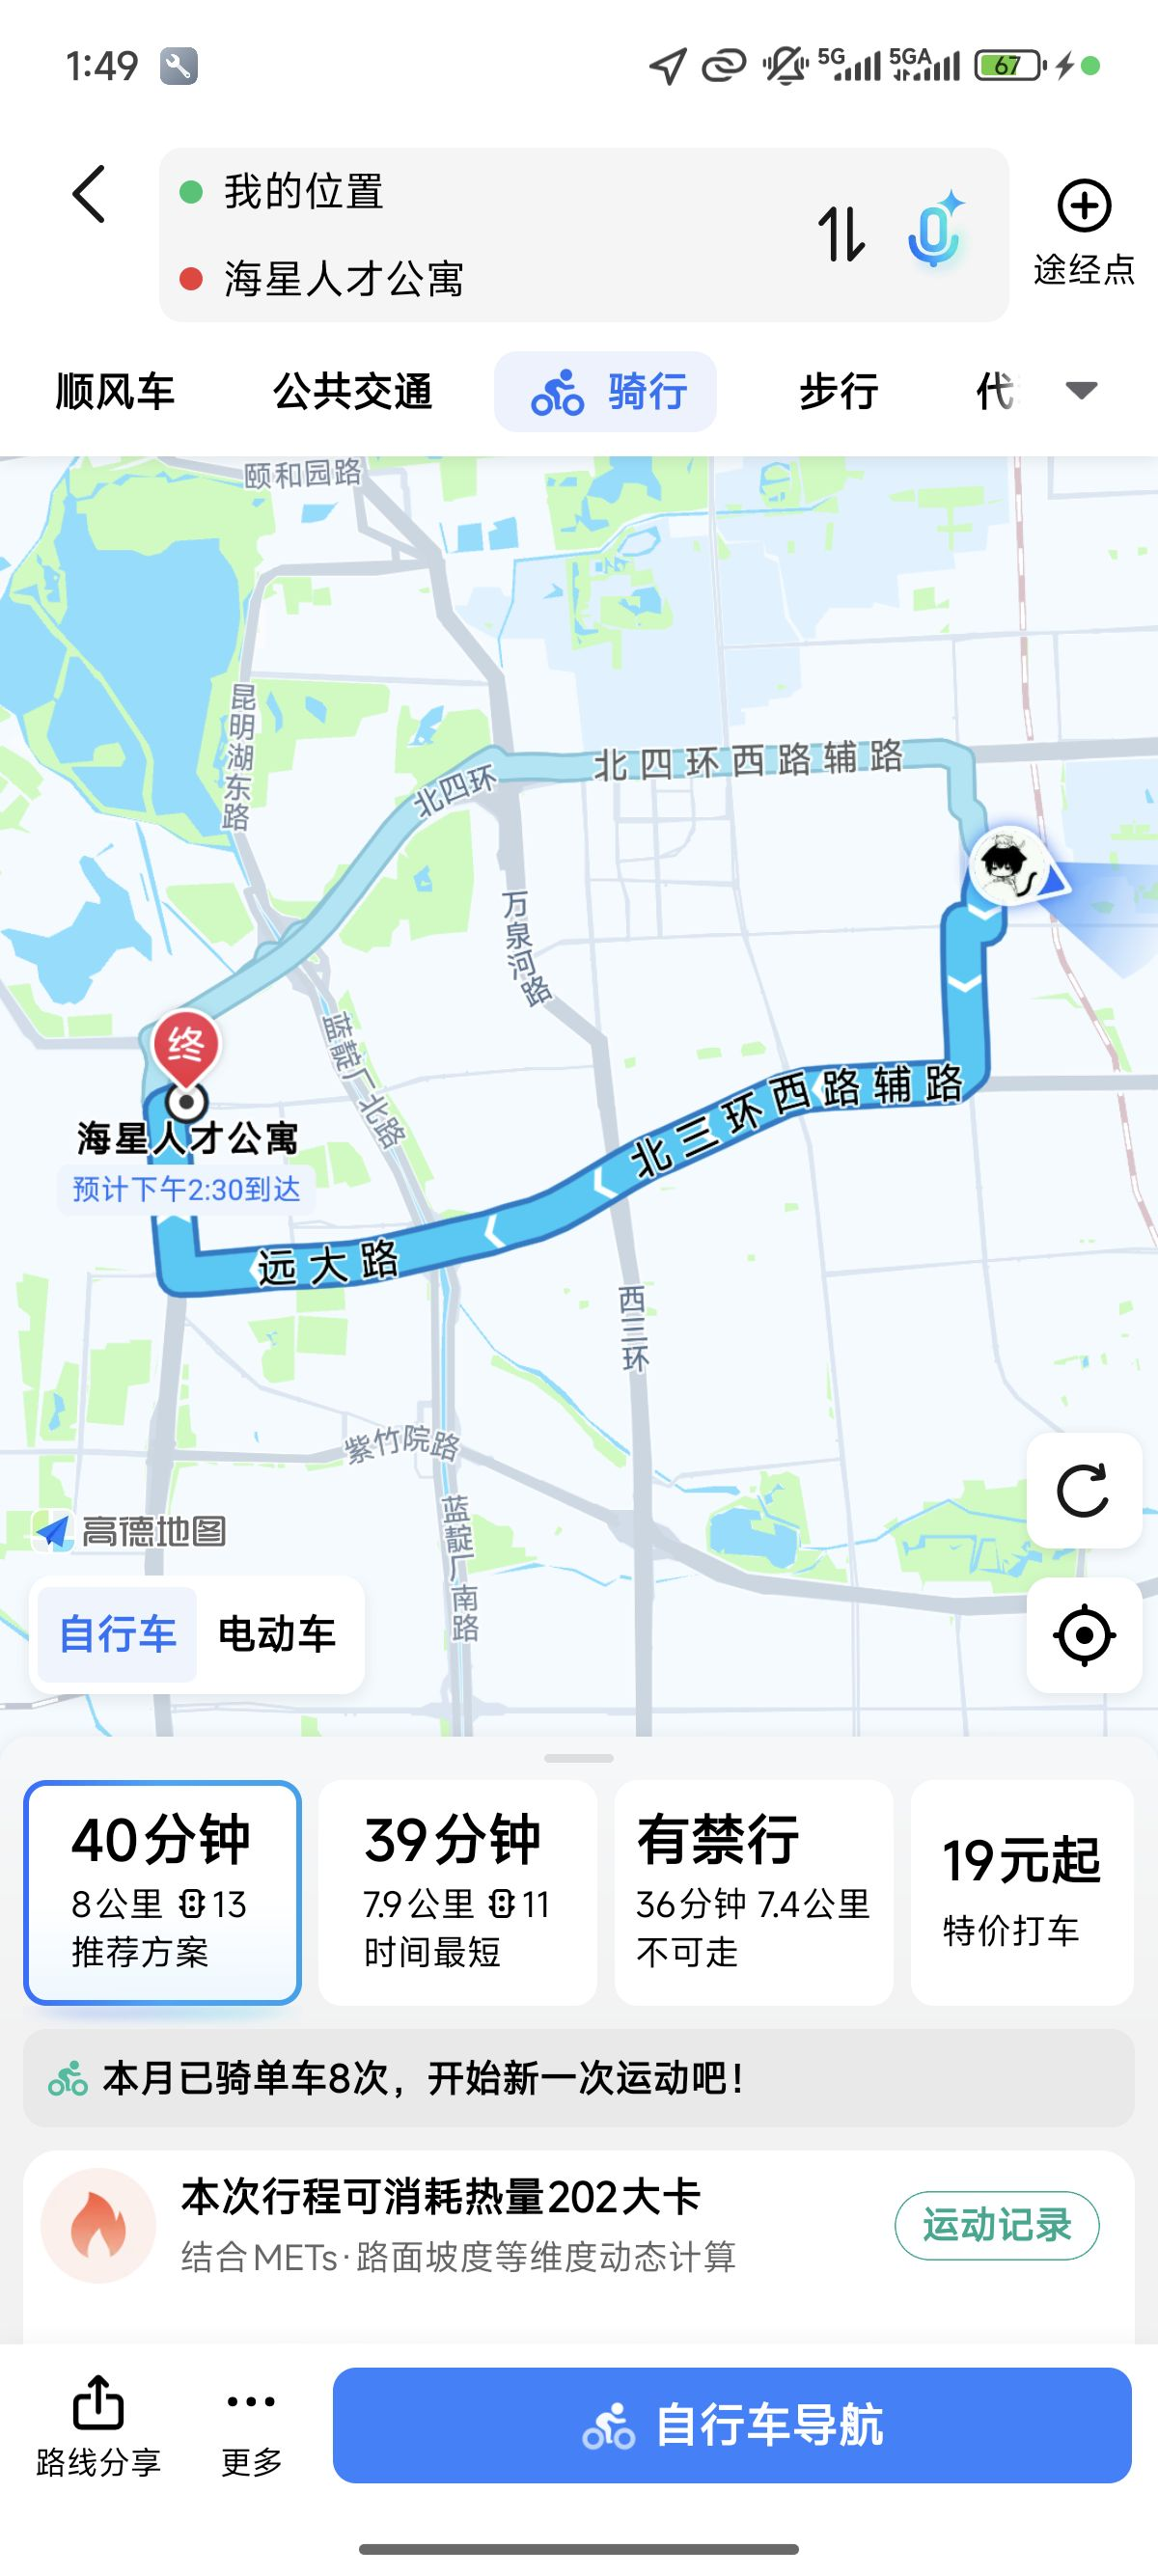 1:49
5G
5GA
67
我的位置
海星人才公寓
途经点
顺风车
公共交通
骑行
步行
颐和园路
昆明湖东路
北四环
北四环西路辅路
万泉河路
终
蓝靛厂北路
北三环西路辅路
海星人才公寓
预计下午2:30到达
远大路
西三环
紫竹院路
蓝靛厂南路
高德地图
自行车
电动车
40分钟
8公里 13
推荐方案
39分钟
7.9公里 11
时间最短
有禁行
36分钟 7.4公里
不可走
19元起
特价打车
本月已骑单车8次，开始新一次运动吧！
本次行程可消耗热量202大卡
结合METs·路面坡度等维度动态计算
运动记录
路线分享
更多
自行车导航